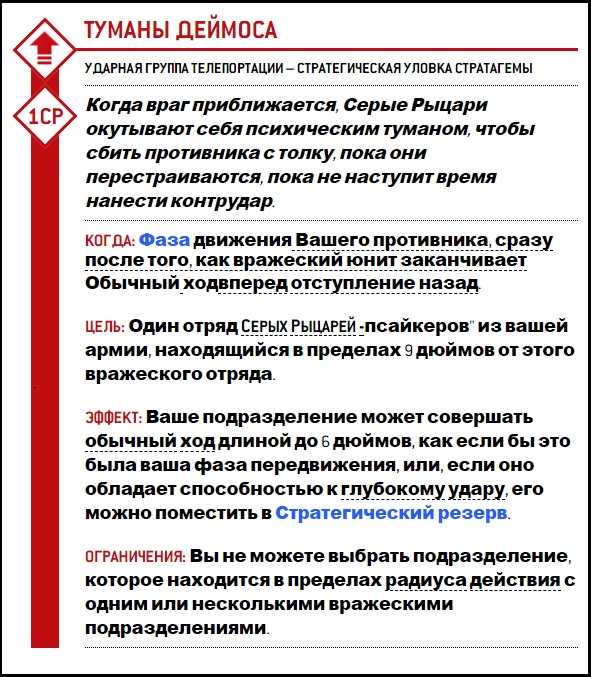 ТУМАНЫ ДЕЙМОСА
УДАРНАЯ ГРУППА ТЕЛЕПОРТАЦИИ – СТРАТЕГИЧЕСКАЯ УЛОВКА СТРАТАГЕМЫ
1CP
Когда враг приближается, Серые Рыцари
окутывают себя психическим туманом, чтобы
сбить противника с толку, пока они
перестраиваются, пока не наступит время
нанести контрудар.
КОГДА: Фаза движения Вашего противника, сразу
после того, как вражеский юнит заканчивает
Обычный ходвперед отступление назад.
ЦЕЛЬ: Один отряд СЕРЫХ РЫЦАРЕЙ -псайкеров" из вашей
армии, находящийся в пределах 9 дюймов от этого
вражеского отряда.
ЭФФЕКТ: Ваше подразделение может совершать
обычный ход длиной до 6 дюймов, как если бы это
была ваша фаза передвижения, или, если оно
обладает способностью к глубокому удару, его
можно поместить в Стратегический резерв.
ОГРАНИЧЕНИЯ: Вы не можете выбрать подразделение,
которое находится в пределах радиуса действия с
одним или несколькими вражескими
подразделениями.